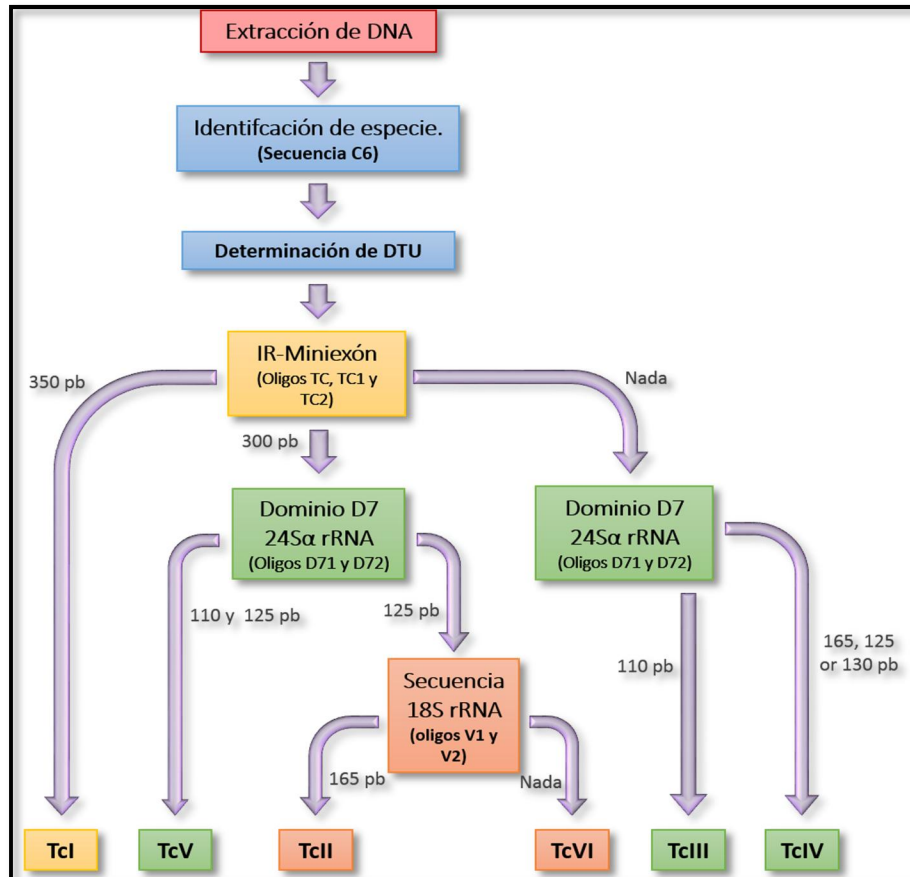 Extracción de DNA
Identifcación de especie.
(Secuencia C6)
Determinación de DTU
IR-Miniexón
(Oligos TC, TC1 y
TC2)
350 pb
Nada
300 pb
Dominio D7
24Sα rRNA
(Oligos D71 y D72)
Dominio D7
24Sα rRNA
(Oligos D71 y D72)
110 y 125 pb
125 pb
110 pb
165, 125
or 130 pb
Secuencia
18S rRNA
(oligos V1 y
V2)
165 pb
Nada
TcI
TcV
TcII
TcVI
TcIII
TcIV